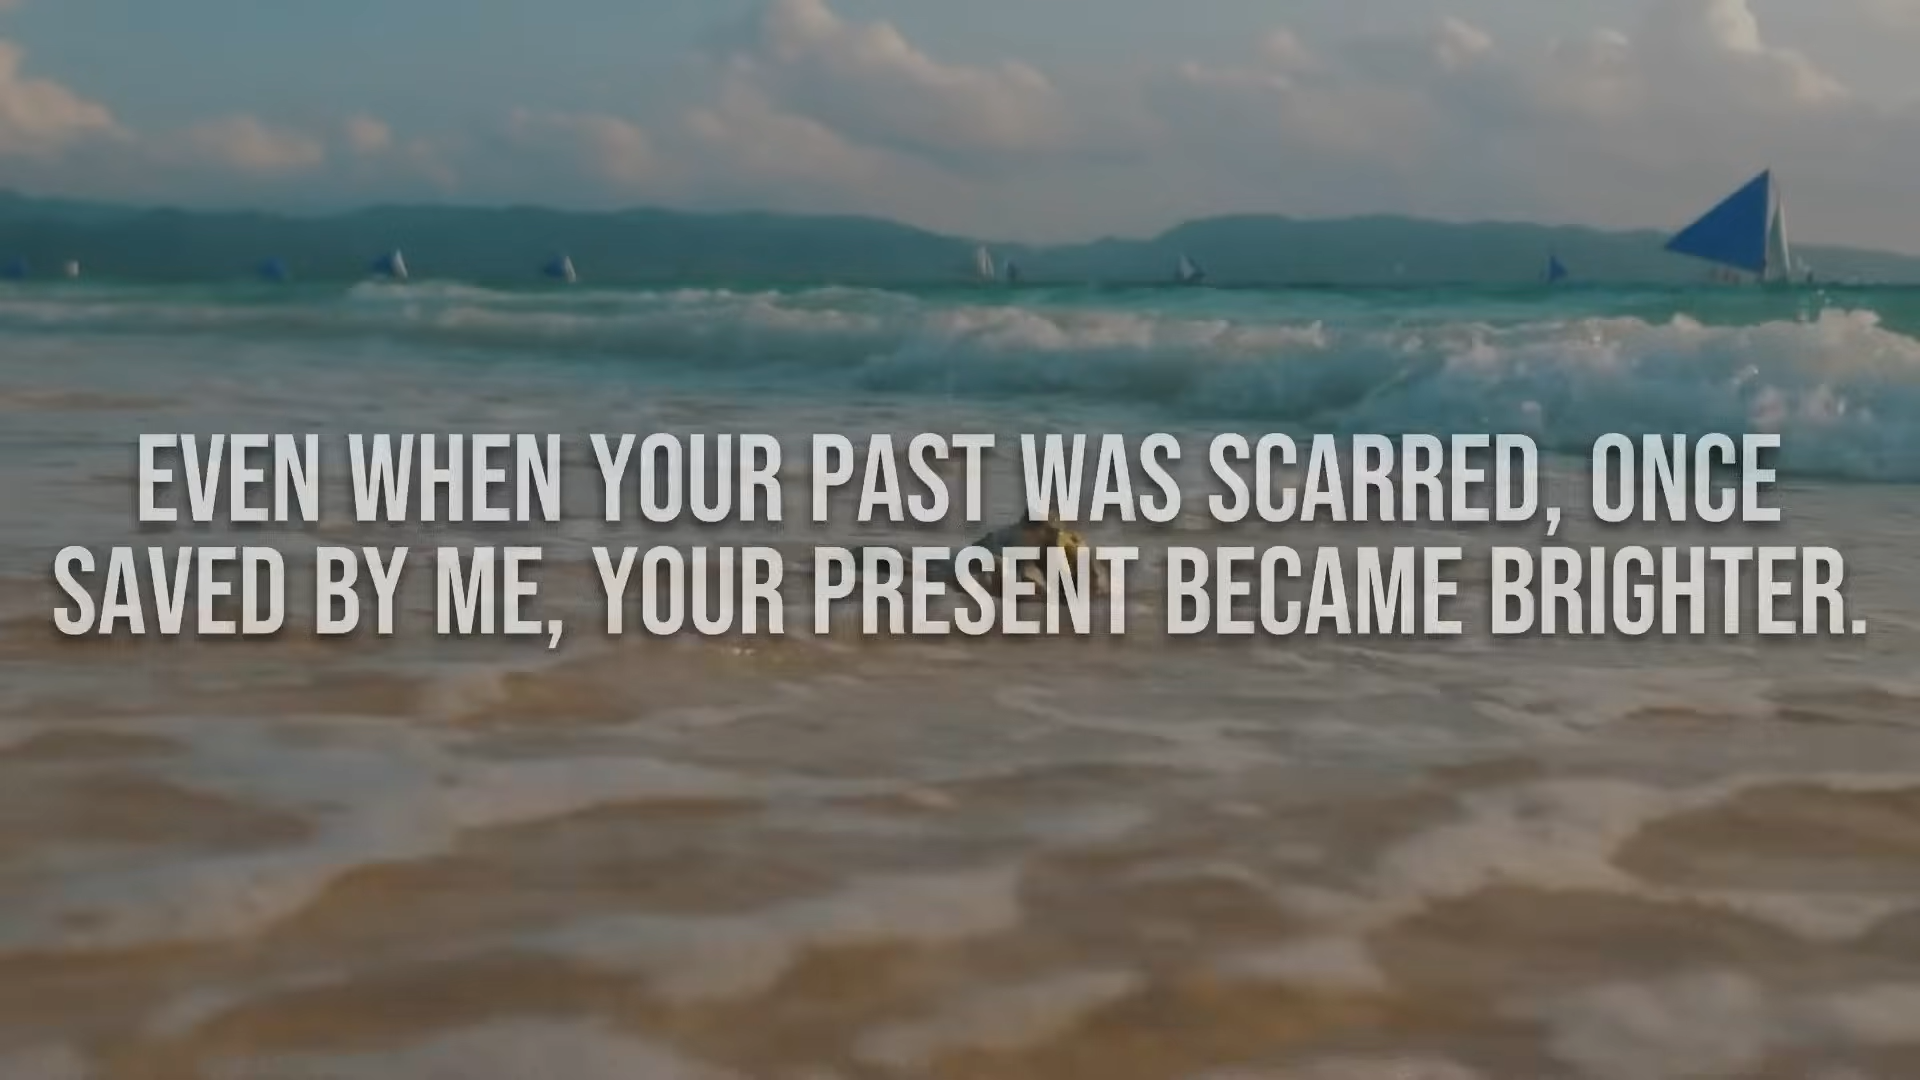 EVEN WHEN YOUR PAST WAS SCARRED, ONCE
SAVED BY ME, YOUR PRESENT BECAME BRIGHTER.